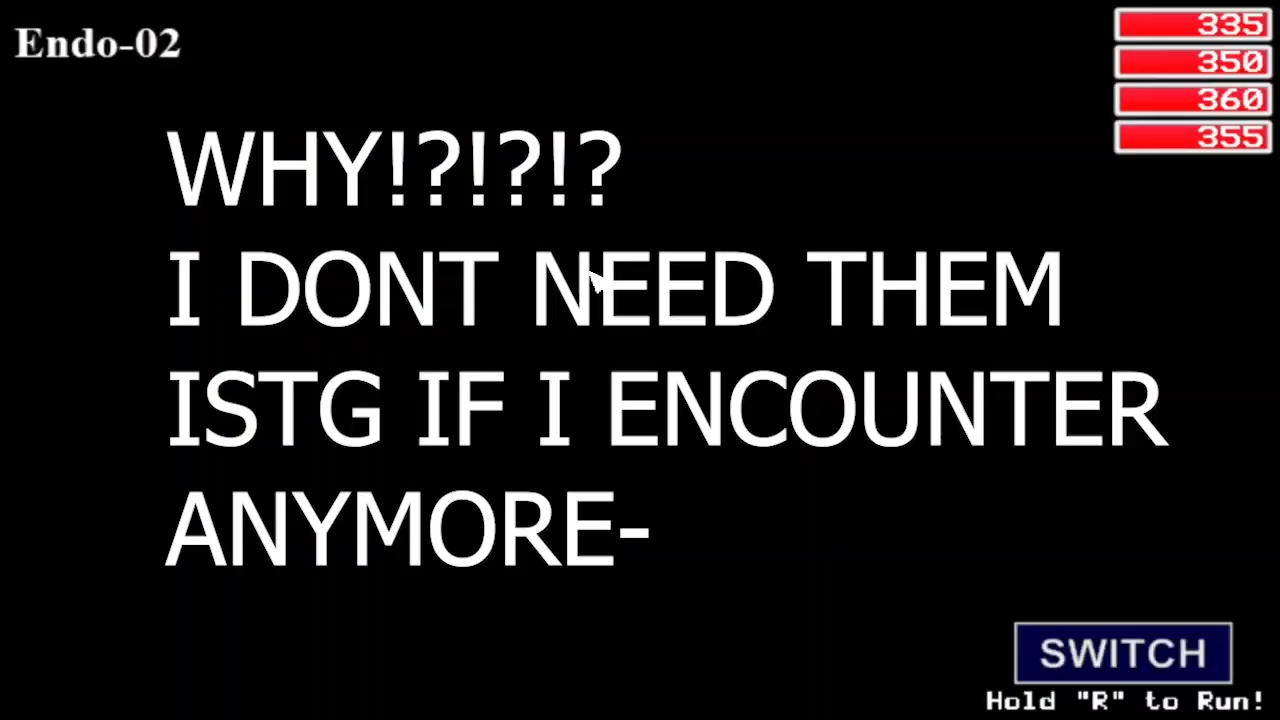 Endo-02
335
350
360
355
WHY!?!?!?
I DONT NEED THEM
ISTG IF I ENCOUNTER
ANYMORE-
SWITCH
Hold "R" to Run!